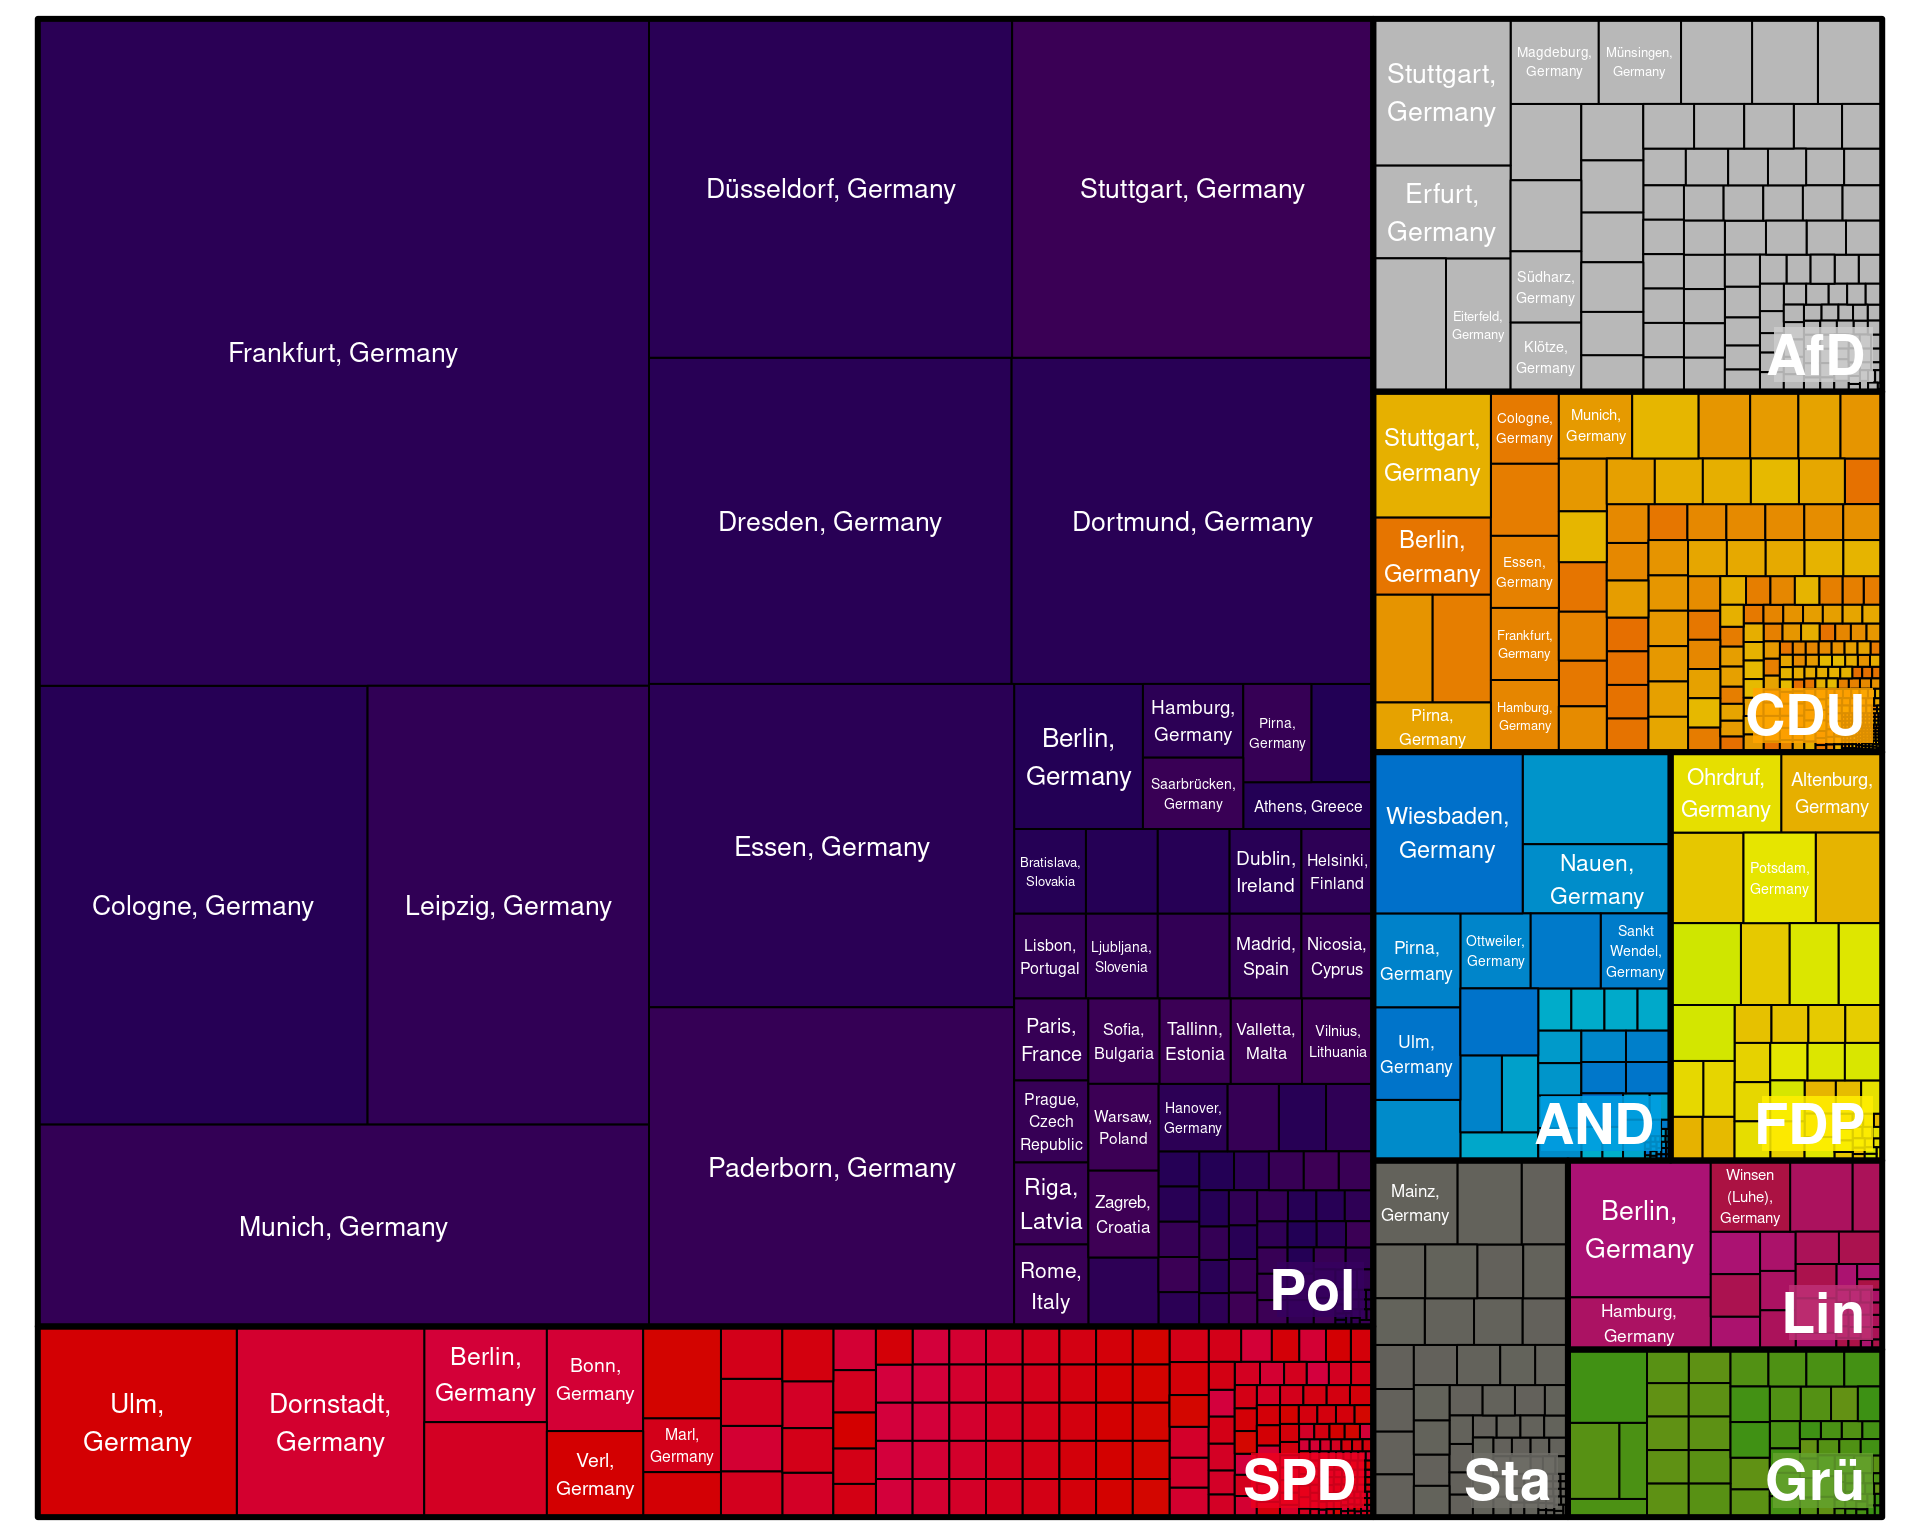 Frankfurt, Germany
Düsseldorf, Germany
Stuttgart, Germany
Dresden, Germany
Dortmund, Germany
Cologne, Germany
Leipzig, Germany
Munich, Germany
Essen, Germany
Paderborn, Germany
Berlin,
Germany
Hamburg,
Germany
Saarbrücken,
Germany
Pirna,
Germany
Athens, Greece
Bratislava,
Slovakia
Dublin,
Ireland
Helsinki,
Finland
Lisbon,
Portugal
Ljubljana,
Slovenia
Madrid,
Spain
Nicosia,
Cyprus
Paris,
France
Sofia,
Bulgaria
Tallinn,
Estonia
Valletta,
Malta
Vilnius,
Lithuania
Prague,
Czech
Republic
Warsaw,
Poland
Hanover,
Germany
Riga,
Latvia
Zagreb,
Croatia
Rome,
Italy
Pol
Ulm,
Germany
Dornstadt,
Germany
Berlin,
Germany
Bonn,
Germany
Verl,
Germany
Marl,
Germany
SPD
Stuttgart,
Germany
Magdeburg,
Germany
Münsingen,
Germany
Erfurt,
Germany
Eiterfeld,
Germany
Südharz,
Germany
Klötze,
Germany
AfD
Stuttgart,
Germany
Cologne,
Germany
Munich,
Germany
Berlin,
Germany
Essen,
Germany
Frankfurt,
Germany
Pirna,
Germany
Hamburg,
Germany
CDU
Wiesbaden,
Germany
Nauen,
Germany
Pirna,
Germany
Ottweiler,
Germany
Sankt
Wendel,
Germany
Ulm,
Germany
AND
Ohrdruf,
Germany
Altenburg,
Germany
Potsdam,
Germany
FDP
Mainz,
Germany
Sta
Berlin,
Germany
Winsen
(Luhe),
Germany
Hamburg,
Germany
Lin
Grü